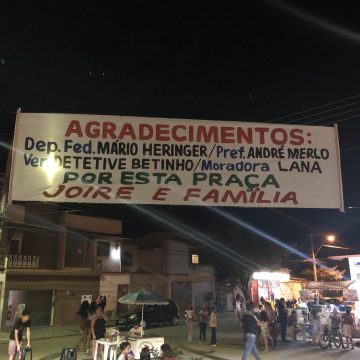 AGRADECIMENTOS:
Dep. Fed. MÁRIO HERINGER/Pref. ANDRÉ MERLO
Ver. DETETIVE BETINHO/Moradora LANA
POR ESTA PRAÇA
JOIRE E FAMÍLIA